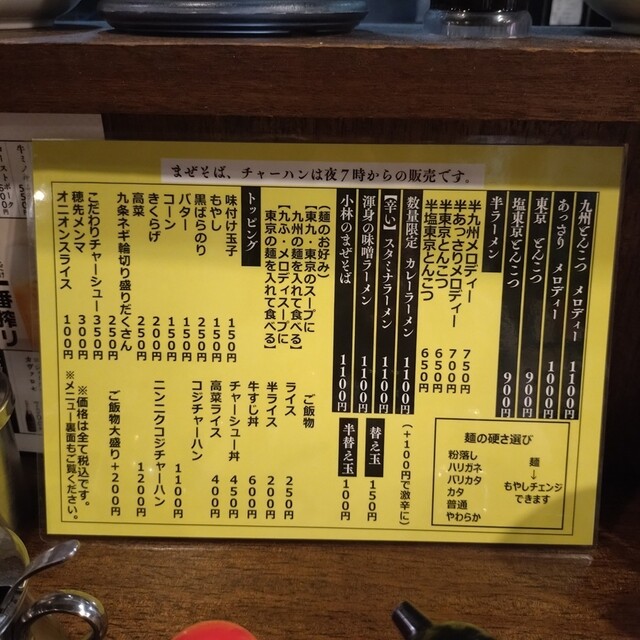 まぜそば、チャーハンは夜7時からの販売です。
九州とんこつ メロディー 1100円
あっさり メロディー 1000円
東京 とんこつ 900円
塩東京とんこつ 900円
半ラーメン
半九州メロディー 750円
半あっさりメロディー 700円
半東京とんこつ 650円
半塩東京とんこつ 650円
数量限定 カレーラーメン 1100円
【辛い】スタミナラーメン 1100円
(+100円で激辛に)
渾身の味噌ラーメン 1100円
小林のまぜそば 1100円
替え玉 150円
半替え玉 100円
麺の硬さ選び
粉落し
ハリガネ
バリカタ
カタ
普通
やわらか
麺
↓
もやしチェンジ
できます
(麺のお好み)
【東九・東京のスープに
九州の麺を入れて食べる】
【九ふ・メロディスープに
東京の麺を入れて食べる】
トッピング
味付け玉子 150円
もやし 150円
黒ばらのり 250円
バター 150円
コーン 150円
きくらげ 200円
高菜 250円
九条ネギ輪切り盛りだくさん 250円
こだわりチャーシュー 350円
穂先メンマ 300円
オニオンスライス 100円
ご飯物
ライス 250円
半ライス 200円
牛すじ丼 600円
チャーシュー丼 450円
高菜ライス 400円
コジチャーハン 1100円
ニンニクコジチャーハン 1200円
ご飯物大盛り+200円
※価格は全て税込です。
※メニュー裏面もご覧ください。
一番搾り